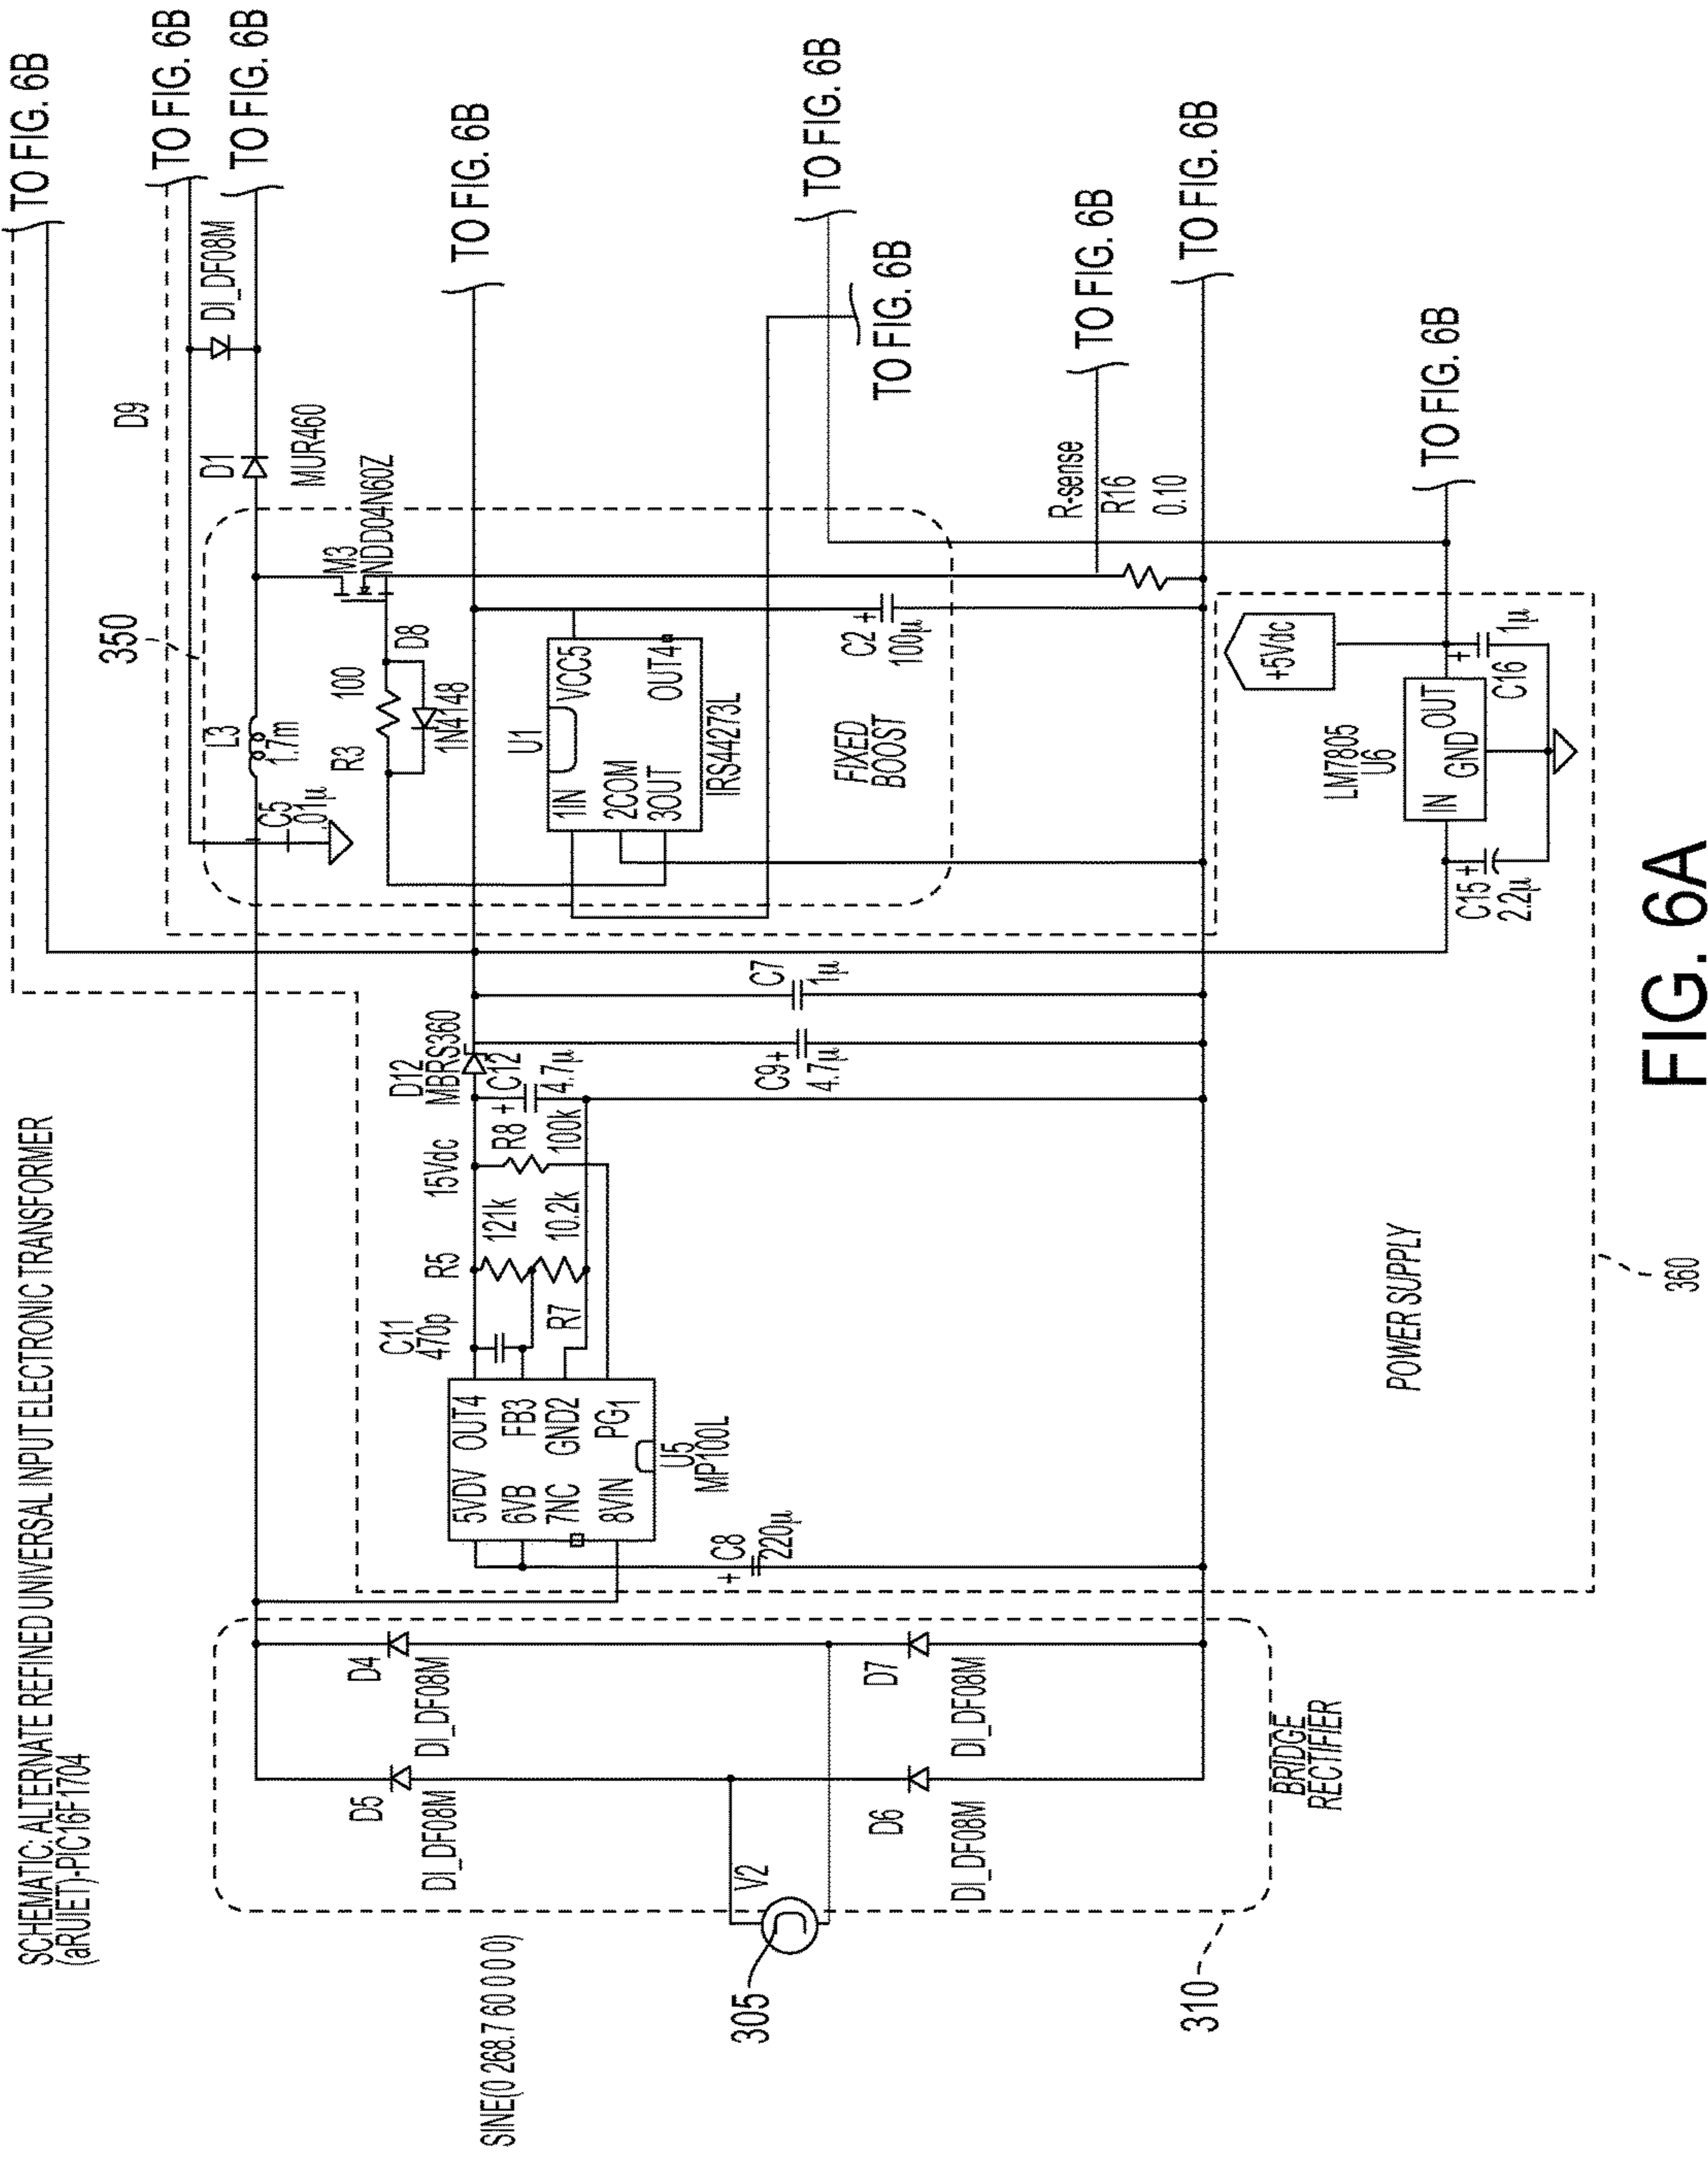 SCHEMATIC: ALTERNATE REFINED UNIVERSAL INPUT ELECTRONIC TRANSFORMER
(aRUIET)-PIC16F1704
SINE(0 268.7 60 0 0 0)
305
310
V2
D5
DI_DF08M
D4
DI_DF08M
D6
DI_DF08M
D7
DI_DF08M
BRIDGE
RECTIFIER
5VDV OUT4
6VB FB3
7NC GND2
8VIN PG1
U5
MP100L
+ C8
220µ
C11
470p
R5
121k
R7
10.2k
15Vdc
R8
100k
D12
MBRS360
+ C12
4.7µ
C9+
4.7µ
C7
1µ
POWER SUPPLY
360
350
L3
1.7m
C5
.01µ
R3
100
D8
1N4148
M3
NDD04N60Z
U1
1IN VCC5
2COM
3OUT OUT4
IRS44273L
FIXED
BOOST
C2 +
100µ
D1
MUR460
D9
DI_DF08M
R-sense
R16
0.10
+5Vdc
LM7805
U6
IN OUT
GND
C15 +
2.2µ
+
C16
1µ
TO FIG. 6B
TO FIG. 6B
TO FIG. 6B
TO FIG. 6B
TO FIG. 6B
TO FIG. 6B
TO FIG. 6B
TO FIG. 6B
TO FIG. 6B
FIG. 6A